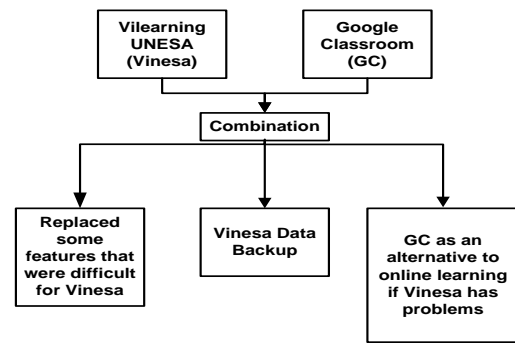 Vilearning
UNESA
(Vinesa)
Google
Classroom
(GC)
Combination
Replaced
some
features that
were difficult
for Vinesa
Vinesa Data
Backup
GC as an
alternative to
online learning
if Vinesa has
problems